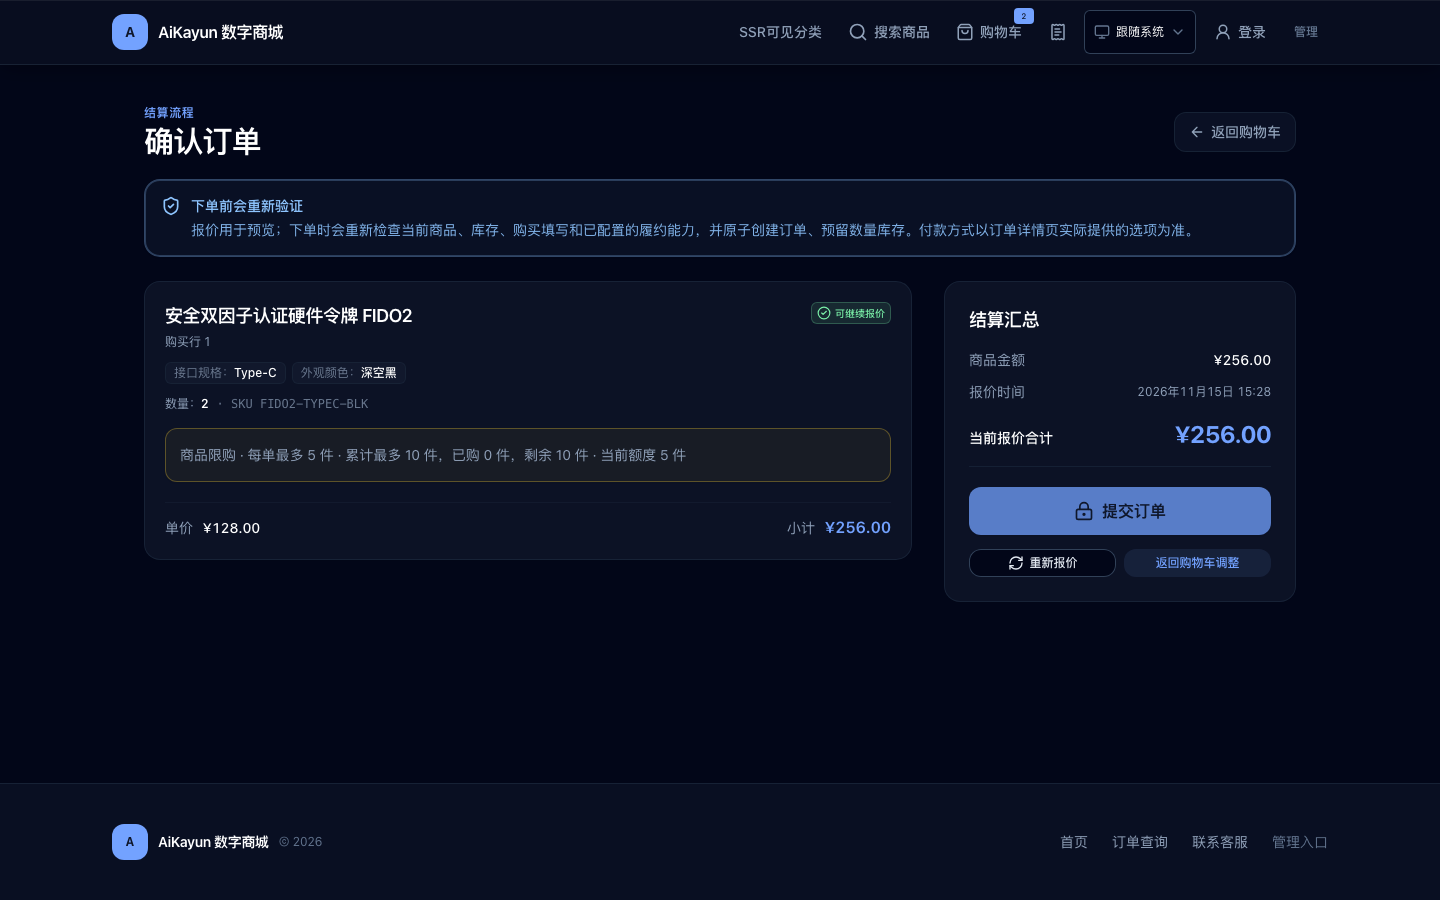 A AiKayun 数字商城 SSR可见分类 搜索商品 购物车 2 跟随系统 登录 管理
结算流程
确认订单
返回购物车
下单前会重新验证
报价用于预览；下单时会重新检查当前商品、库存、购买填写和已配置的履约能力，并原子创建订单、预留数量库存。付款方式以订单详情页实际提供的选项为准。
安全双因子认证硬件令牌 FIDO2
可继续报价
购买行 1
接口规格： Type-C 外观颜色： 深空黑
数量： 2 · SKU FIDO2-TYPEC-BLK
商品限购 · 每单最多 5 件 · 累计最多 10 件，已购 0 件，剩余 10 件 · 当前额度 5 件
单价 ¥128.00 小计 ¥256.00
结算汇总
商品金额 ¥256.00
报价时间 2026年11月15日 15:28
当前报价合计 ¥256.00
提交订单
重新报价 返回购物车调整
A AiKayun 数字商城 © 2026 首页 订单查询 联系客服 管理入口